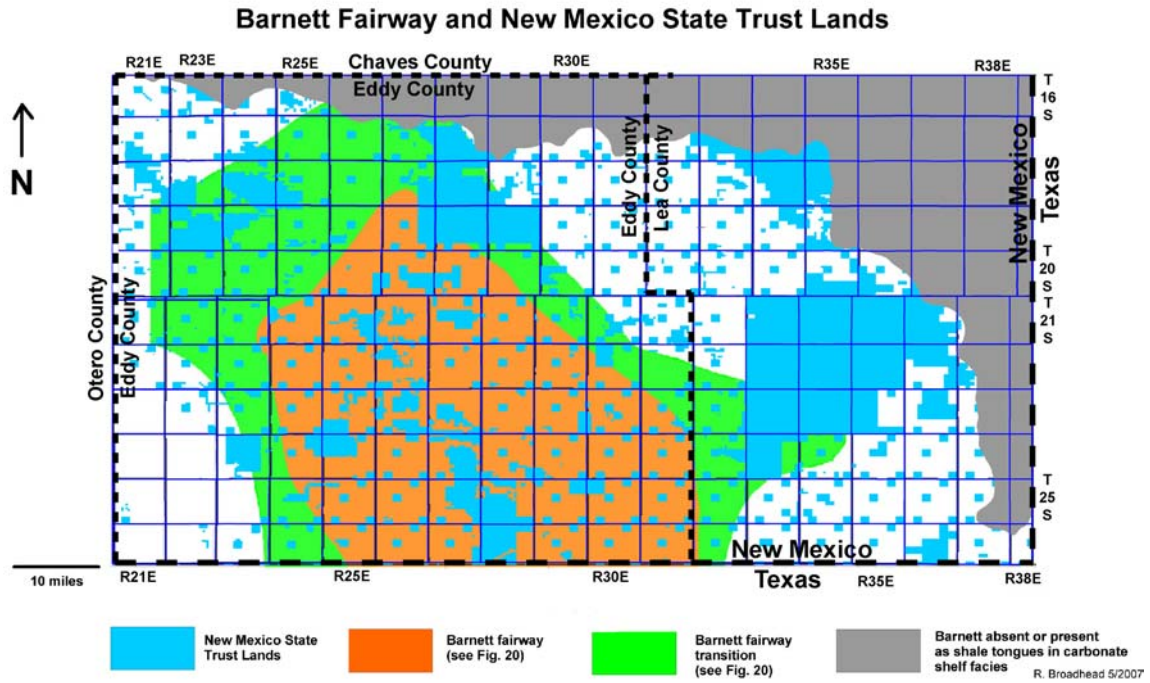 Barnett Fairway and New Mexico State Trust Lands
R21E R23E R25E Chaves County R30E R35E R38E
Eddy County
T
16
S
N
Eddy County
Lea County
New Mexico
Texas
T
20
S
T
21
S
Otero County
Eddy County
T
25
S
New Mexico
Texas
10 miles
R21E R25E R30E R35E R38E
New Mexico State
Trust Lands
Barnett fairway
(see Fig. 20)
Barnett fairway
transition
(see Fig. 20)
Barnett absent or present
as shale tongues in carbonate
shelf facies
R. Broadhead 5/2007